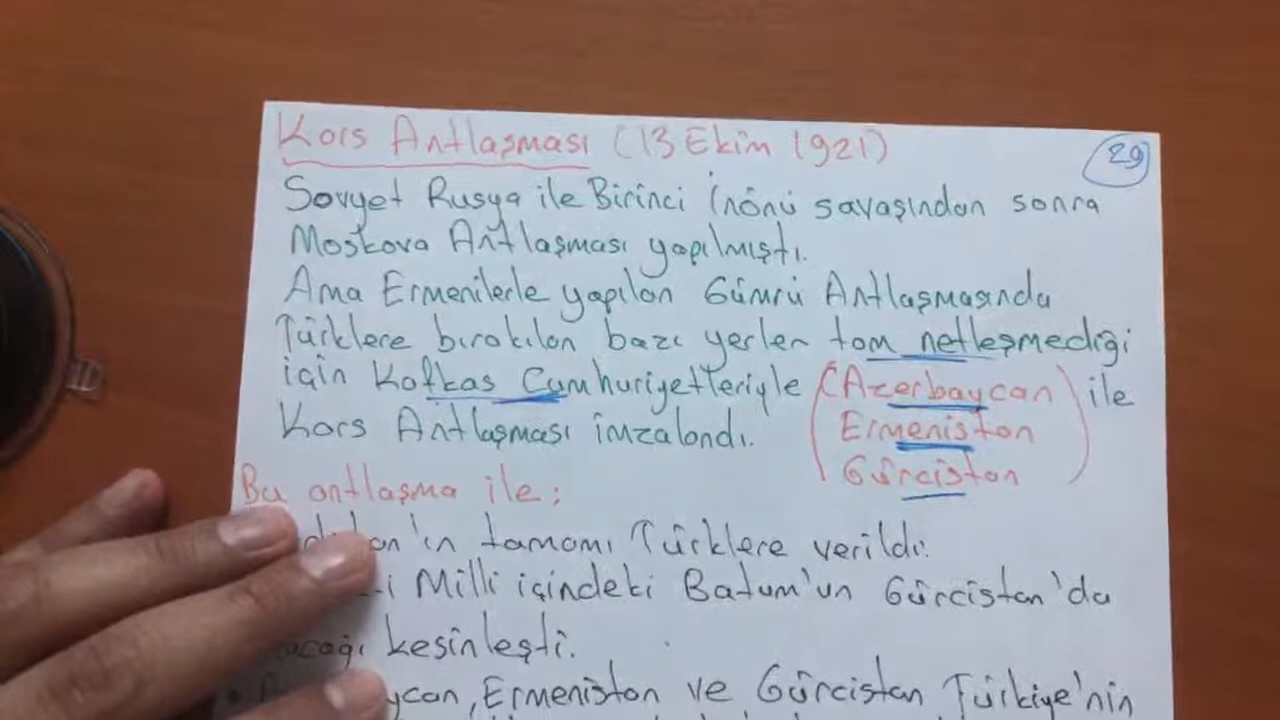 Kars Antlaşması (13 Ekim 1921)
29
Sovyet Rusya ile Birinci İnönü savaşından sonra
Moskova Antlaşması yapılmıştı.
Ama Ermenilerle yapılan Gümrü Antlaşmasında
Türklere bırakılan bazı yerler tam netleşmediği
için Kafkas Cumhuriyetleriyle (Azerbaycan ile
Ermenistan
Gürcistan)
Kars Antlaşması imzalandı.
Bu antlaşma ile;
tamamı Türklere verildi.
Milli içindeki Batum'un Gürcistan'da
kesinleşti.
Ermenistan ve Gürcistan Türkiye'nin